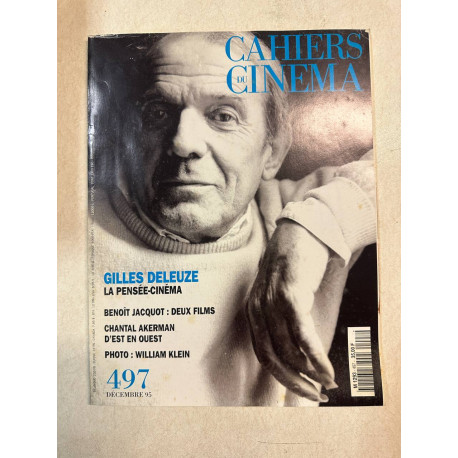 CAHIERS
DU
CINEMA
GILLES DELEUZE
LA PENSÉE-CINÉMA
BENOÎT JACQUOT : DEUX FILMS
CHANTAL AKERMAN
D'EST EN OUEST
PHOTO : WILLIAM KLEIN
497
DÉCEMBRE 95